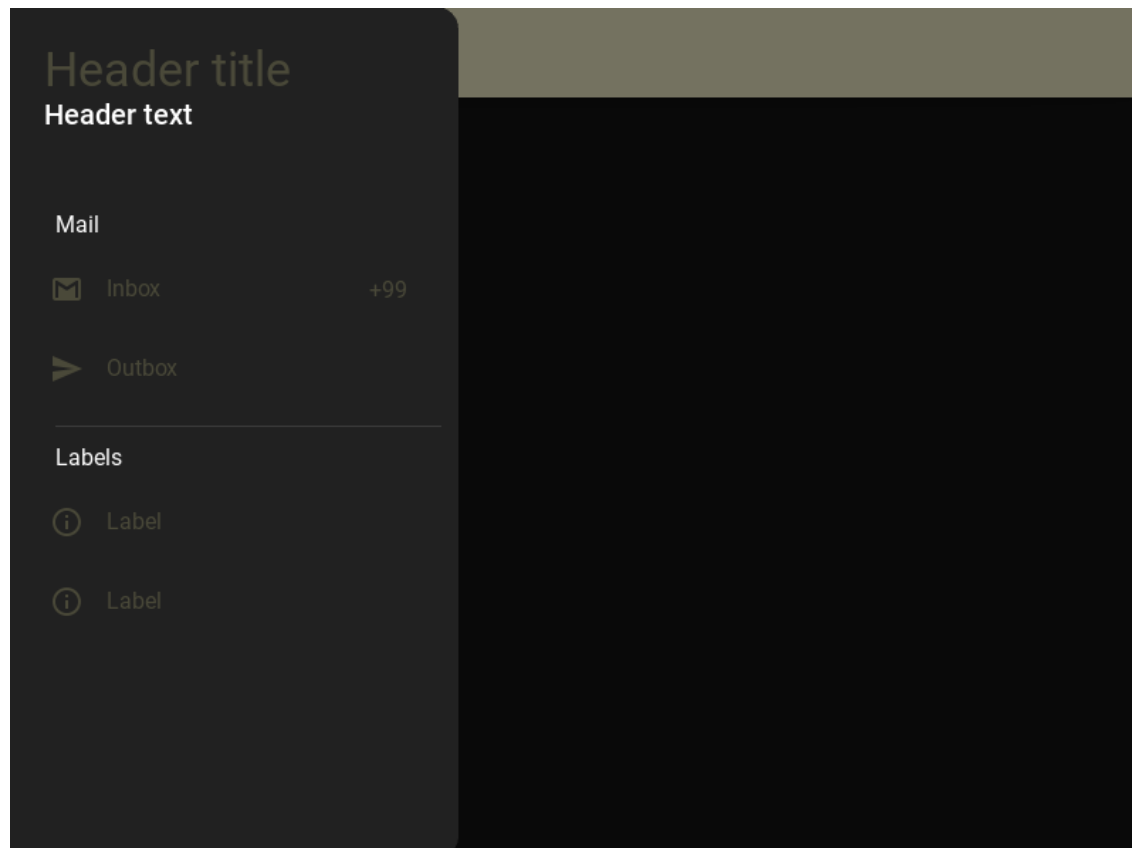 Header title
Header text
Mail
Inbox +99
Outbox
Labels
Label
Label